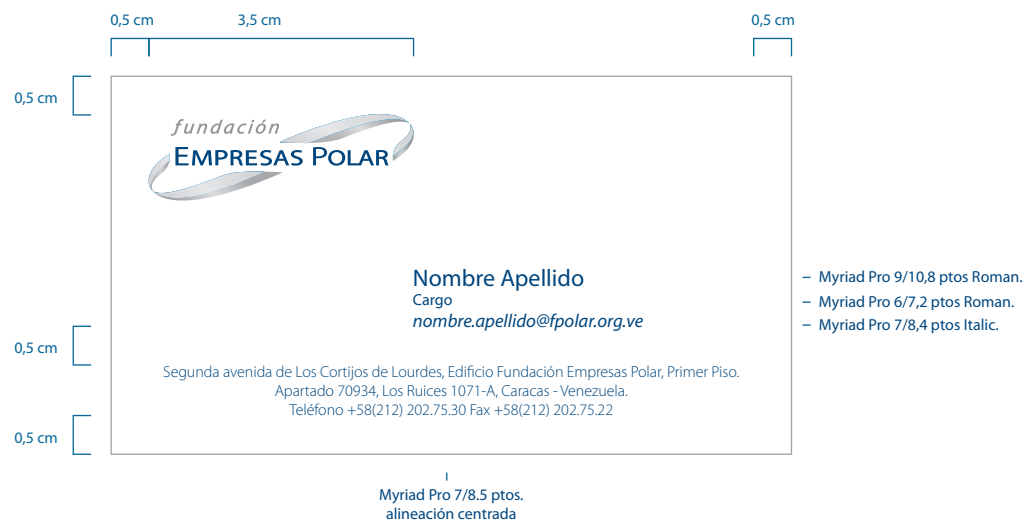 0,5 cm 3,5 cm 0,5 cm
0,5 cm
fundación
EMPRESAS POLAR
Nombre Apellido – Myriad Pro 9/10,8 ptos Roman.
Cargo – Myriad Pro 6/7,2 ptos Roman.
nombre.apellido@fpolar.org.ve – Myriad Pro 7/8,4 ptos Italic.
0,5 cm
Segunda avenida de Los Cortijos de Lourdes, Edificio Fundación Empresas Polar, Primer Piso.
Apartado 70934, Los Ruices 1071-A, Caracas - Venezuela.
Teléfono +58(212) 202.75.30 Fax +58(212) 202.75.22
0,5 cm
Myriad Pro 7/8.5 ptos.
alineación centrada